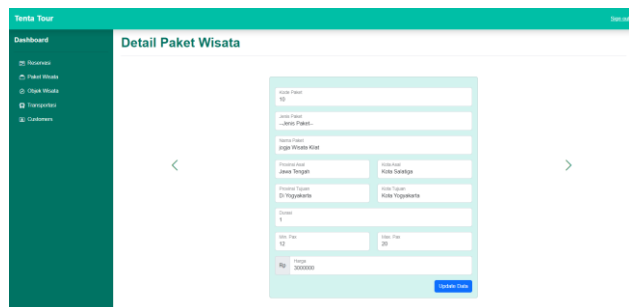 Tenta Tour
Sign out
Dashboard
Detail Paket Wisata
Reservasi
Paket Wisata
Objek Wisata
Transportasi
Customers
Kode Paket
10
Jenis Paket
--Jenis Paket--
Nama Paket
jogja Wisata Kilat
Provinsi Asal
Jawa Tengah
Kota Asal
Kota Salatiga
Provinsi Tujuan
Di Yogyakarta
Kota Tujuan
Kota Yogyakarta
Durasi
1
Min. Pax
12
Max. Pax
20
Rp
Harga
3000000
Update Data